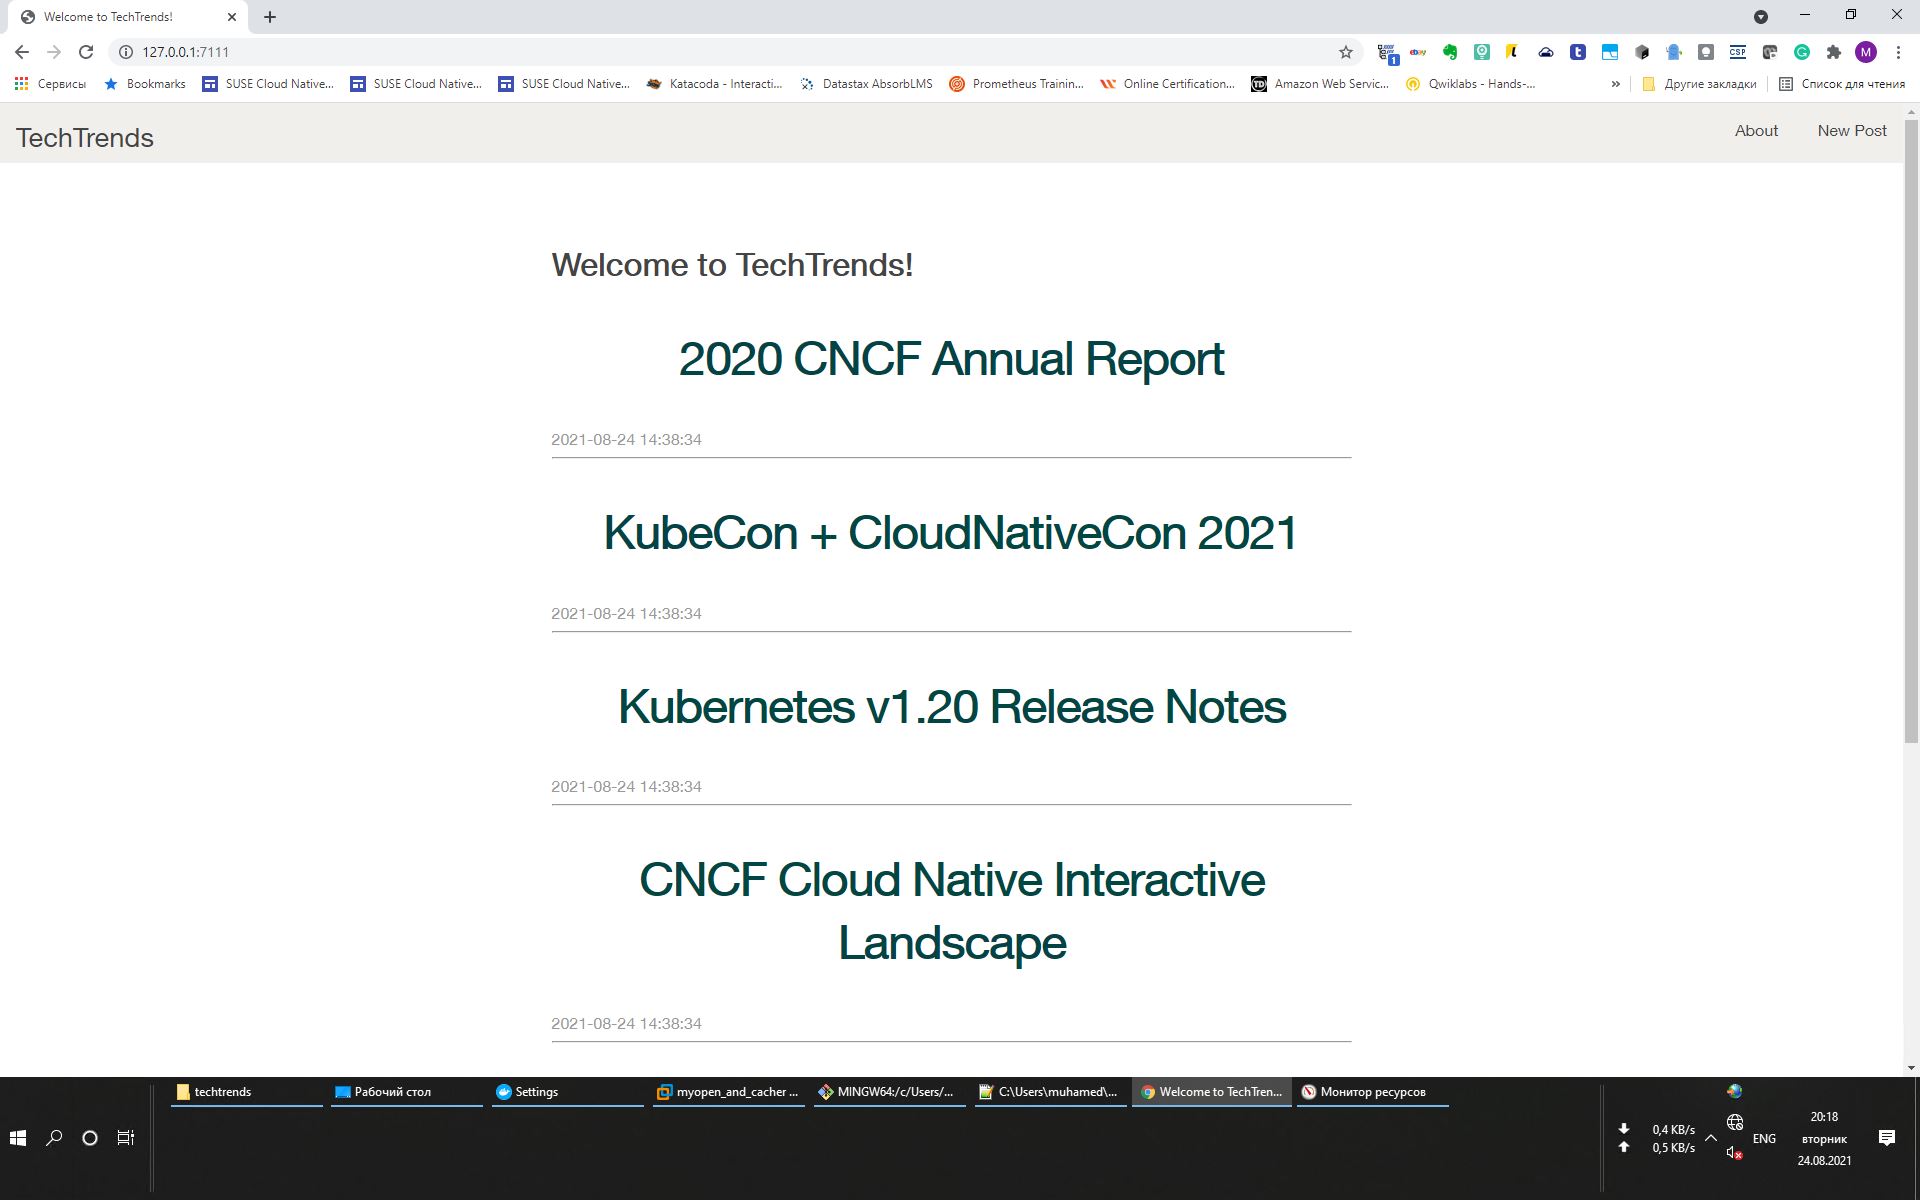 Welcome to TechTrends!
127.0.0.1:7111
1
CSP
M
Сервисы
Bookmarks
SUSE Cloud Native...
SUSE Cloud Native...
SUSE Cloud Native...
Katacoda - Interacti...
Datastax AbsorbLMS
Prometheus Trainin...
Online Certification...
TD
Amazon Web Servic...
Qwiklabs - Hands-...
»
Другие закладки
Список для чтения
TechTrends
About
New Post
Welcome to TechTrends!
2020 CNCF Annual Report
2021-08-24 14:38:34
KubeCon + CloudNativeCon 2021
2021-08-24 14:38:34
Kubernetes v1.20 Release Notes
2021-08-24 14:38:34
CNCF Cloud Native Interactive
Landscape
2021-08-24 14:38:34
techtrends
Рабочий стол
Settings
myopen_and_cacher ...
MINGW64:/c/Users/...
C:\Users\muhamed\...
Welcome to TechTren...
Монитор ресурсов
0,4 KB/s
0,5 KB/s
ENG
20:18
вторник
24.08.2021